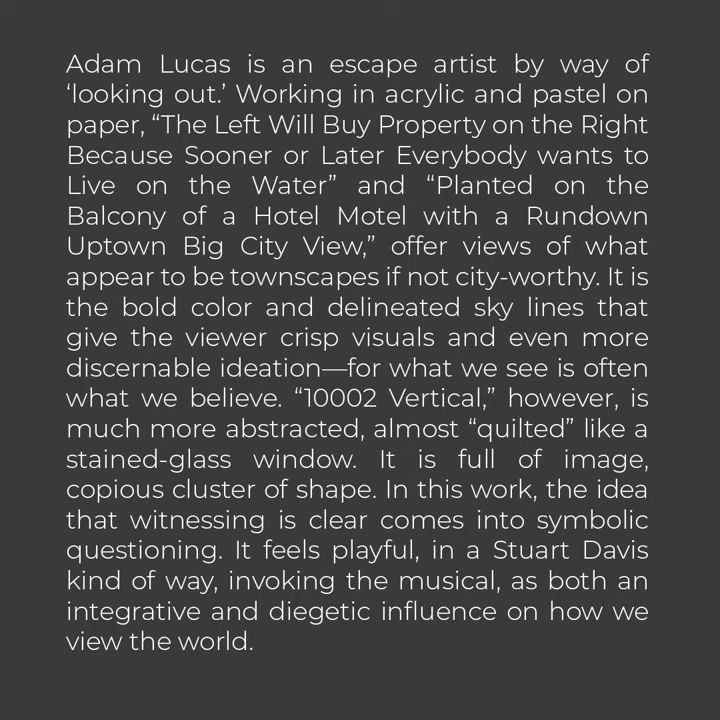 Adam Lucas is an escape artist by way of
‘looking out.’ Working in acrylic and pastel on
paper, “The Left Will Buy Property on the Right
Because Sooner or Later Everybody wants to
Live on the Water” and “Planted on the
Balcony of a Hotel Motel with a Rundown
Uptown Big City View,” offer views of what
appear to be townscapes if not city-worthy. It is
the bold color and delineated sky lines that
give the viewer crisp visuals and even more
discernable ideation—for what we see is often
what we believe. “10002 Vertical,” however, is
much more abstracted, almost “quilted” like a
stained-glass window. It is full of image,
copious cluster of shape. In this work, the idea
that witnessing is clear comes into symbolic
questioning. It feels playful, in a Stuart Davis
kind of way, invoking the musical, as both an
integrative and diegetic influence on how we
view the world.